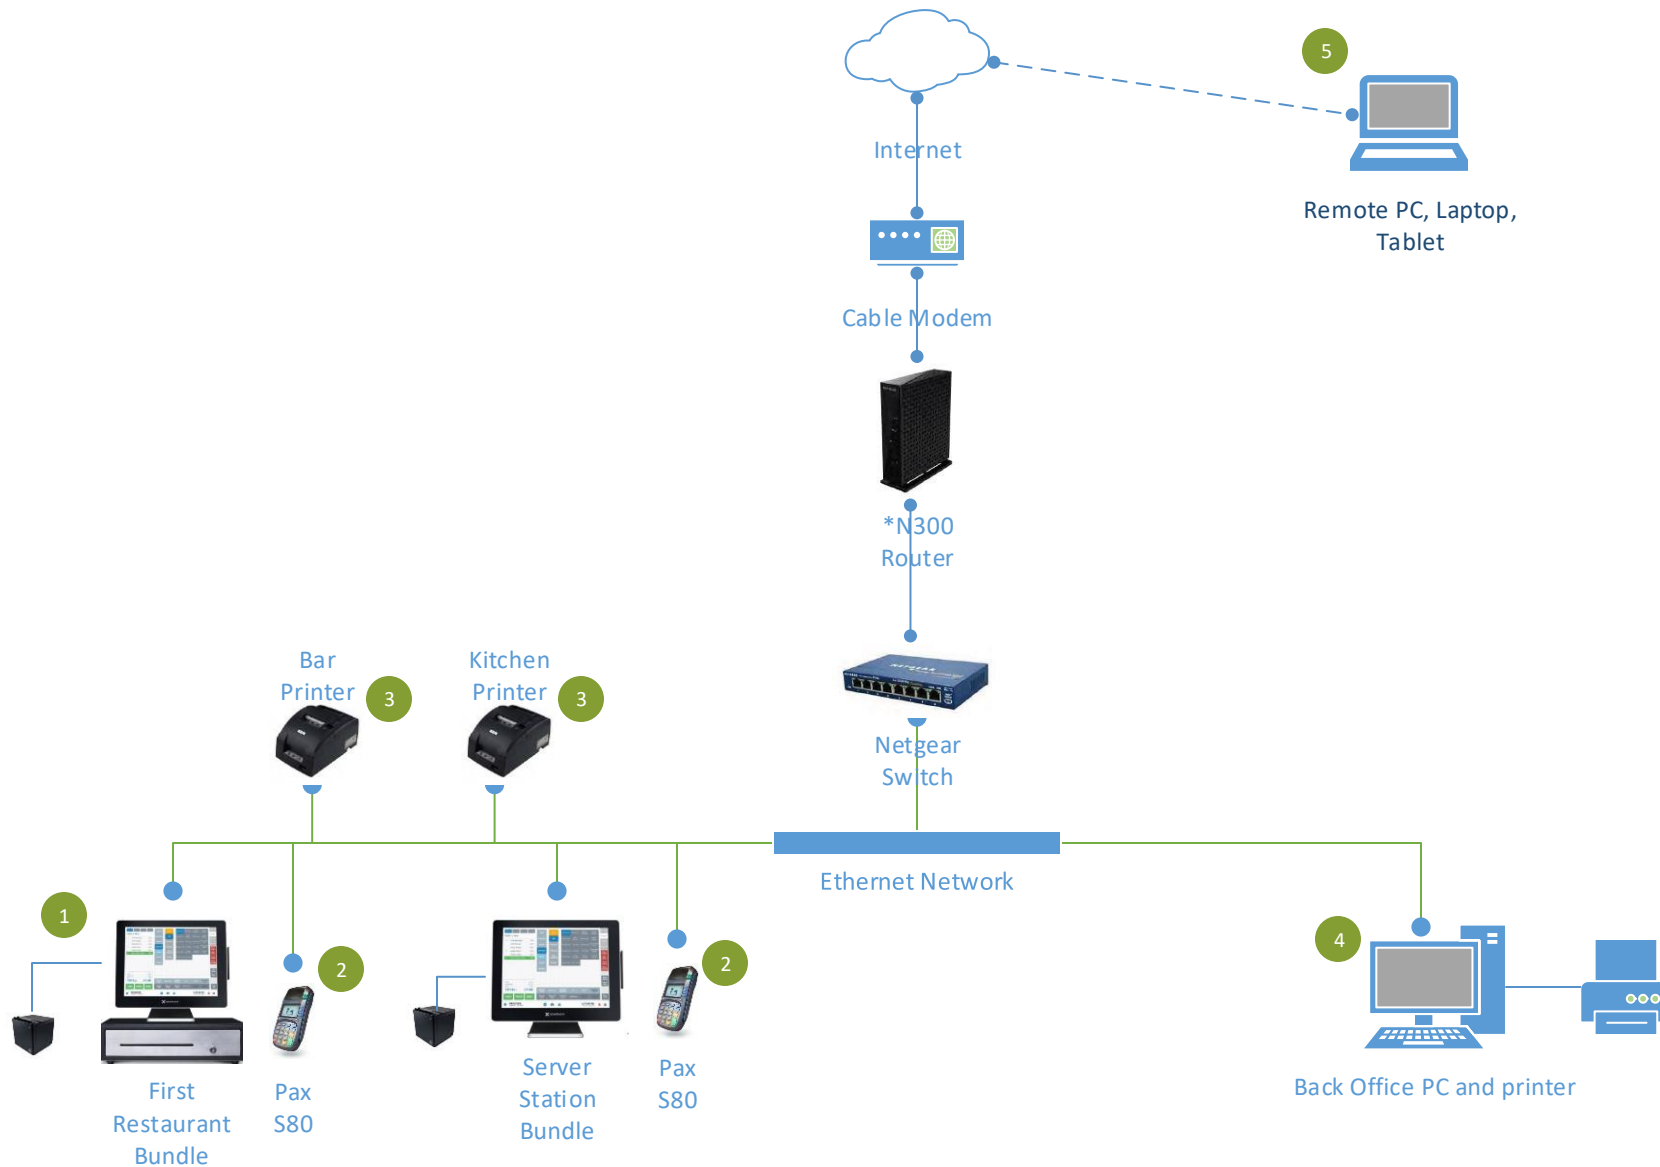 5
Internet
Remote PC, Laptop,
Tablet
Cable Modem
*N300
Router
Bar
Printer
3
Kitchen
Printer
3
NETGEAR
Netgear
Switch
Ethernet Network
1
2
2
4
First
Restaurant
Bundle
Pax
S80
Server
Station
Bundle
Pax
S80
Back Office PC and printer